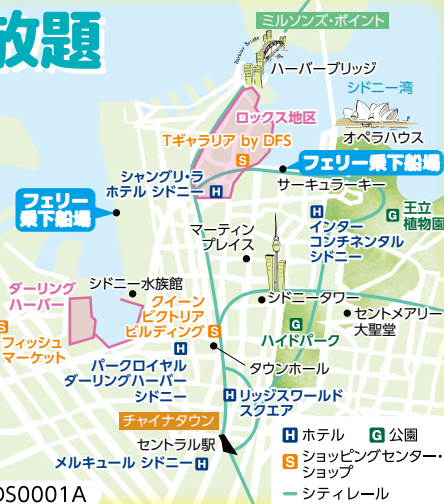 放題
ミルソンズ・ポイント
Harbour Bridge
ハーバーブリッジ
シドニー湾
ロックス地区
Tギャラリア by DFS
S
オペラハウス
フェリー乗下船場
シャングリ・ラ
ホテル シドニー H
サーキュラーキー
フェリー
乗下船場
マーティン
プレイス
H
インター
コンチネンタル
シドニー
G 王立
植物園
ダーリング
ハーバー
シドニー水族館
クイーン
ビクトリア
ビルディング S
シドニータワー
セントメアリー
大聖堂
G
ハイドパーク
S
フィッシュ
マーケット
H
パークロイヤル
ダーリングハーバー
シドニー
タウンホール
H リッジスワールド
スクエア
チャイナタウン
セントラル駅
メルキュール シドニー H
H ホテル
G 公園
S ショッピングセンター・
ショップ
シティレール
DS0001A